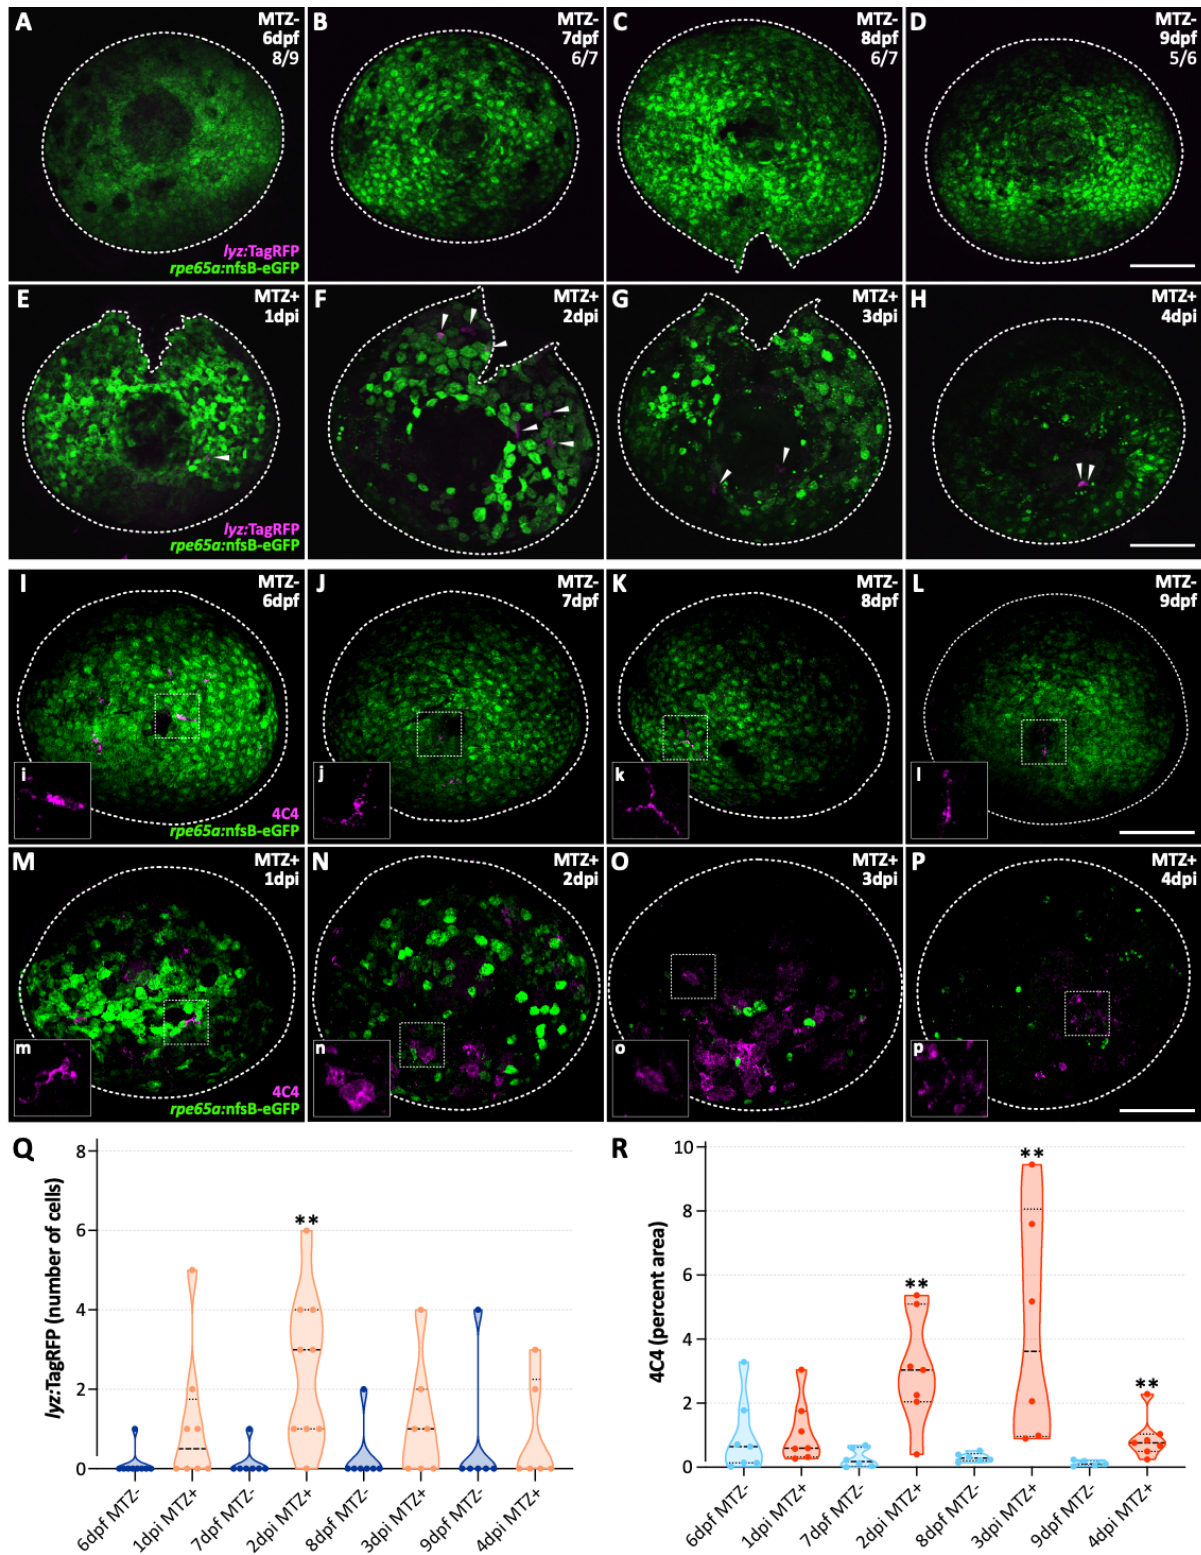 A
MTZ-
6dpf
8/9
lyz:TagRFP
rpe65a:nfsB-eGFP
B
MTZ-
7dpf
6/7
C
MTZ-
8dpf
6/7
D
MTZ-
9dpf
5/6
E
MTZ+
1dpi
lyz:TagRFP
rpe65a:nfsB-eGFP
F
MTZ+
2dpi
G
MTZ+
3dpi
H
MTZ+
4dpi
I
MTZ-
6dpf
i
4C4
rpe65a:nfsB-eGFP
J
MTZ-
7dpf
j
K
MTZ-
8dpf
k
L
MTZ-
9dpf
l
M
MTZ+
1dpi
m
4C4
rpe65a:nfsB-eGFP
N
MTZ+
2dpi
n
O
MTZ+
3dpi
o
P
MTZ+
4dpi
p
Q
lyz:TagRFP (number of cells)
8
6
4
2
0
**
6dpf MTZ-
1dpi MTZ+
7dpf MTZ-
2dpi MTZ+
8dpf MTZ-
3dpi MTZ+
9dpf MTZ-
4dpi MTZ+
R
4C4 (percent area)
10
8
6
4
2
0
**
**
**
6dpf MTZ-
1dpi MTZ+
7dpf MTZ-
2dpi MTZ+
8dpf MTZ-
3dpi MTZ+
9dpf MTZ-
4dpi MTZ+